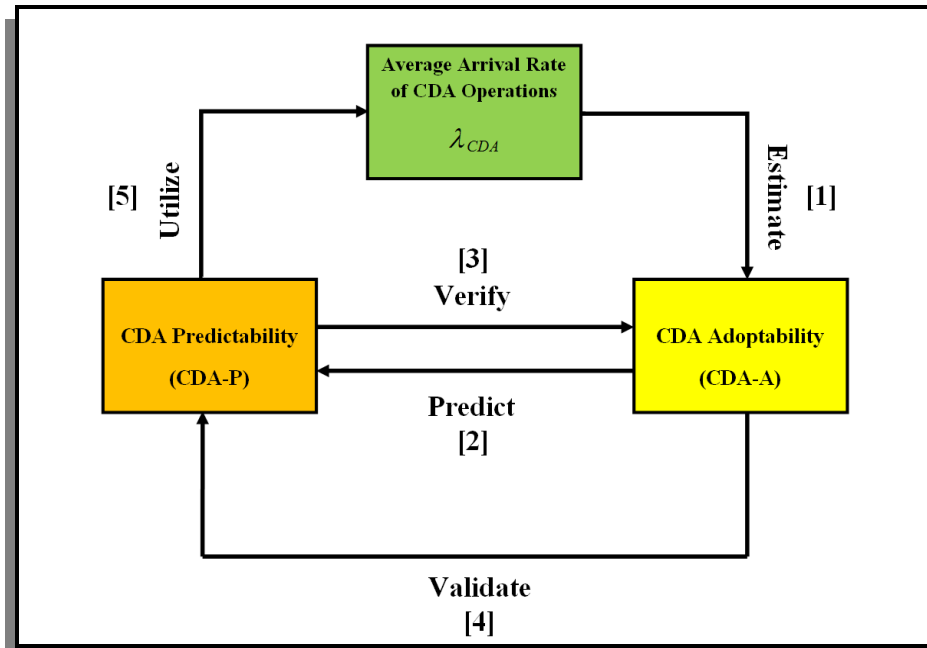 Average Arrival Rate
of CDA Operations
λCDA
[5]
Utilize
Estimate
[1]
[3]
Verify
CDA Predictability
(CDA-P)
CDA Adoptability
(CDA-A)
Predict
[2]
Validate
[4]